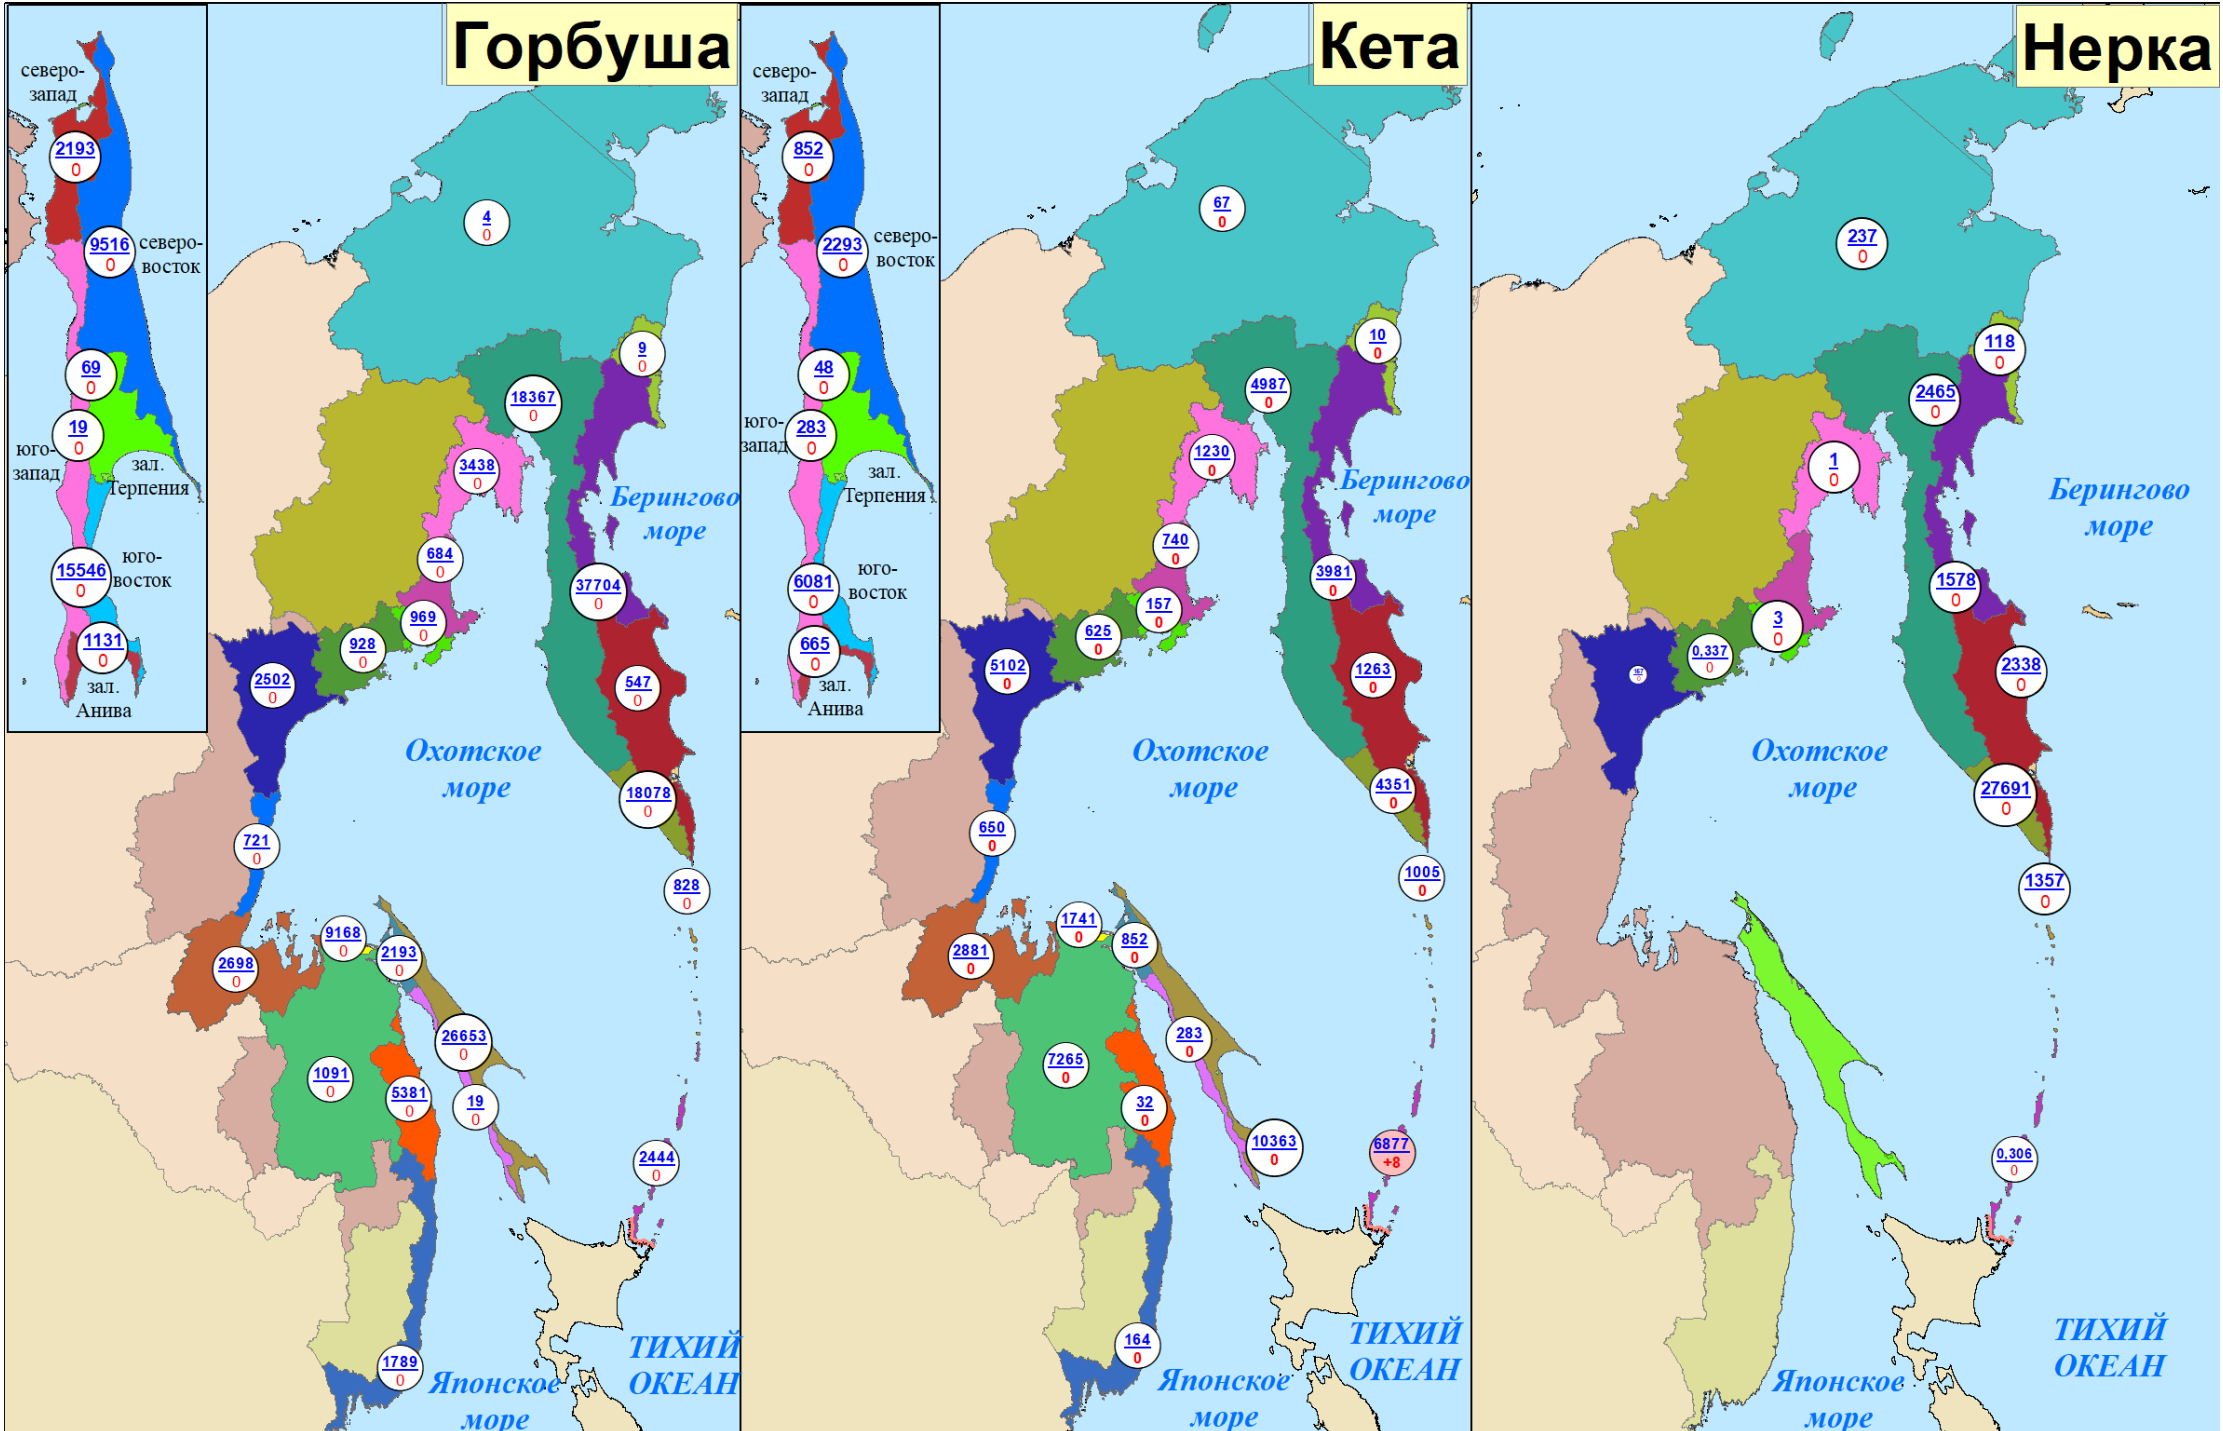 Горбуша
северо-
запад
2193
0
9516
0
северо-
восток
69
0
19
0
юго-
запад
зал.
Терпения
15546
0
юго-
восток
1131
0
зал.
Анива
4
0
9
0
18367
0
3438
0
Берингово
море
684
0
37704
0
969
0
928
0
2502
0
547
0
Охотское
море
18078
0
721
0
828
0
9168
0
2193
0
2698
0
26653
0
1091
0
5381
0
19
0
2444
0
1789
0
ТИХИЙ
ОКЕАН
Японское
море
Кета
северо-
запад
852
0
2293
0
северо-
восток
48
0
283
0
юго-
запад
зал.
Терпения
6081
0
юго-
восток
665
0
зал.
Анива
67
0
10
0
4987
0
1230
0
Берингово
море
740
0
3981
0
157
0
625
0
5102
0
1263
0
Охотское
море
4351
0
650
0
1005
0
1741
0
852
0
2881
0
283
0
7265
0
32
0
10363
0
6877
+8
164
0
ТИХИЙ
ОКЕАН
Японское
море
Нерка
237
0
118
0
2465
0
1
0
Берингово
море
1578
0
3
0
0,337
0
2338
0
Охотское
море
27691
0
1357
0
0,306
0
ТИХИЙ
ОКЕАН
Японское
море